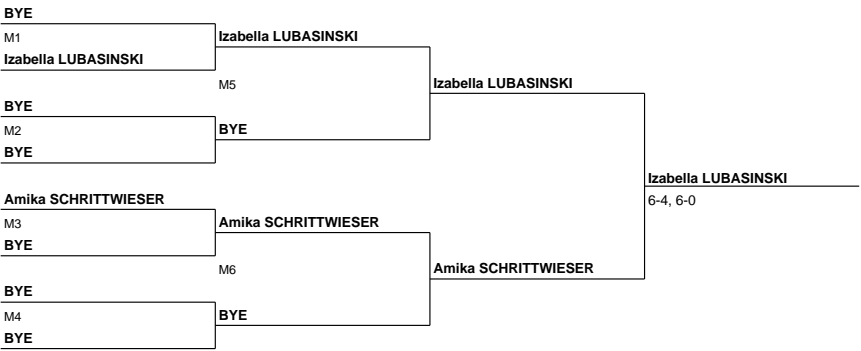 BYE
M1
Izabella LUBASINSKI
Izabella LUBASINSKI
M5
BYE
M2
BYE
BYE
Izabella LUBASINSKI
Amika SCHRITTWIESER
M3
BYE
Amika SCHRITTWIESER
M6
BYE
M4
BYE
BYE
Amika SCHRITTWIESER
Izabella LUBASINSKI
6-4, 6-0